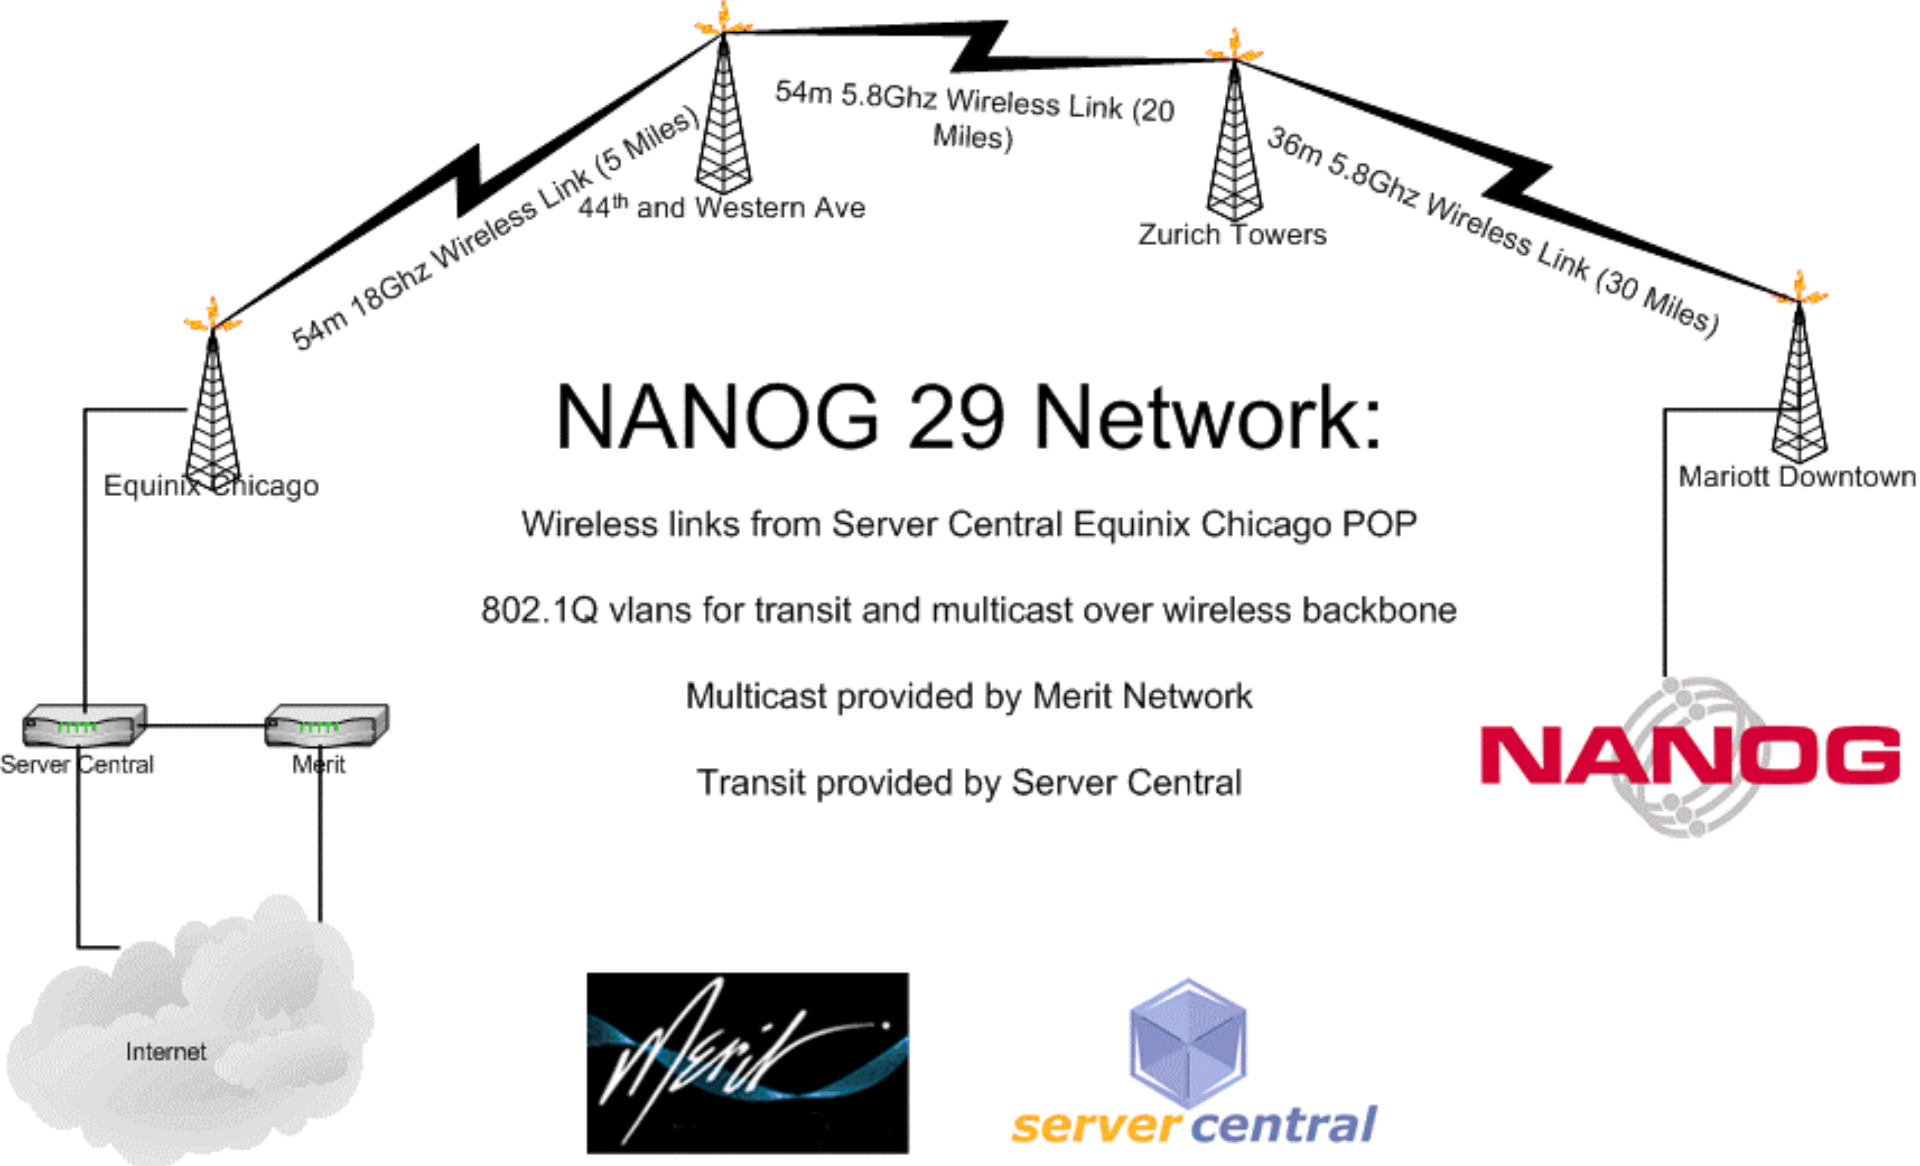 54m 18Ghz Wireless Link (5 Miles)
54m 5.8Ghz Wireless Link (20
Miles)
36m 5.8Ghz Wireless Link (30 Miles)
44th and Western Ave
Zurich Towers
Equinix Chicago
Mariott Downtown
NANOG 29 Network:
Wireless links from Server Central Equinix Chicago POP
802.1Q vlans for transit and multicast over wireless backbone
Multicast provided by Merit Network
Transit provided by Server Central
Server Central
Merit
NANOG
Internet
Merit
server central